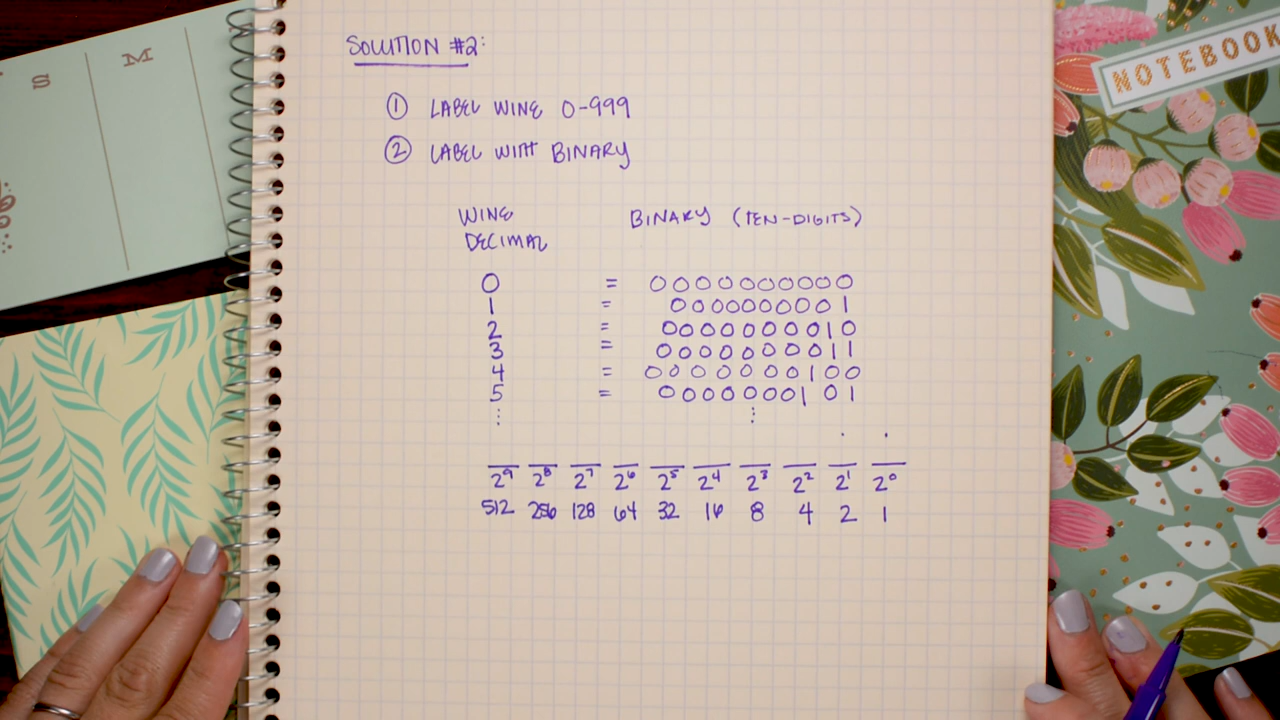 S M
NOTEBOOK
SOLUTION #2:
① LABEL WINE 0-999
② LABEL WITH BINARY
WINE DECIMAL BINARY (TEN-DIGITS)
0 = 0000000000
1 = 0000000001
2 = 0000000010
3 = 0000000011
4 = 0000000100
5 = 0000000101
⋮ ⋮
2⁹ 2⁸ 2⁷ 2⁶ 2⁵ 2⁴ 2³ 2² 2¹ 2⁰
512 256 128 64 32 16 8 4 2 1